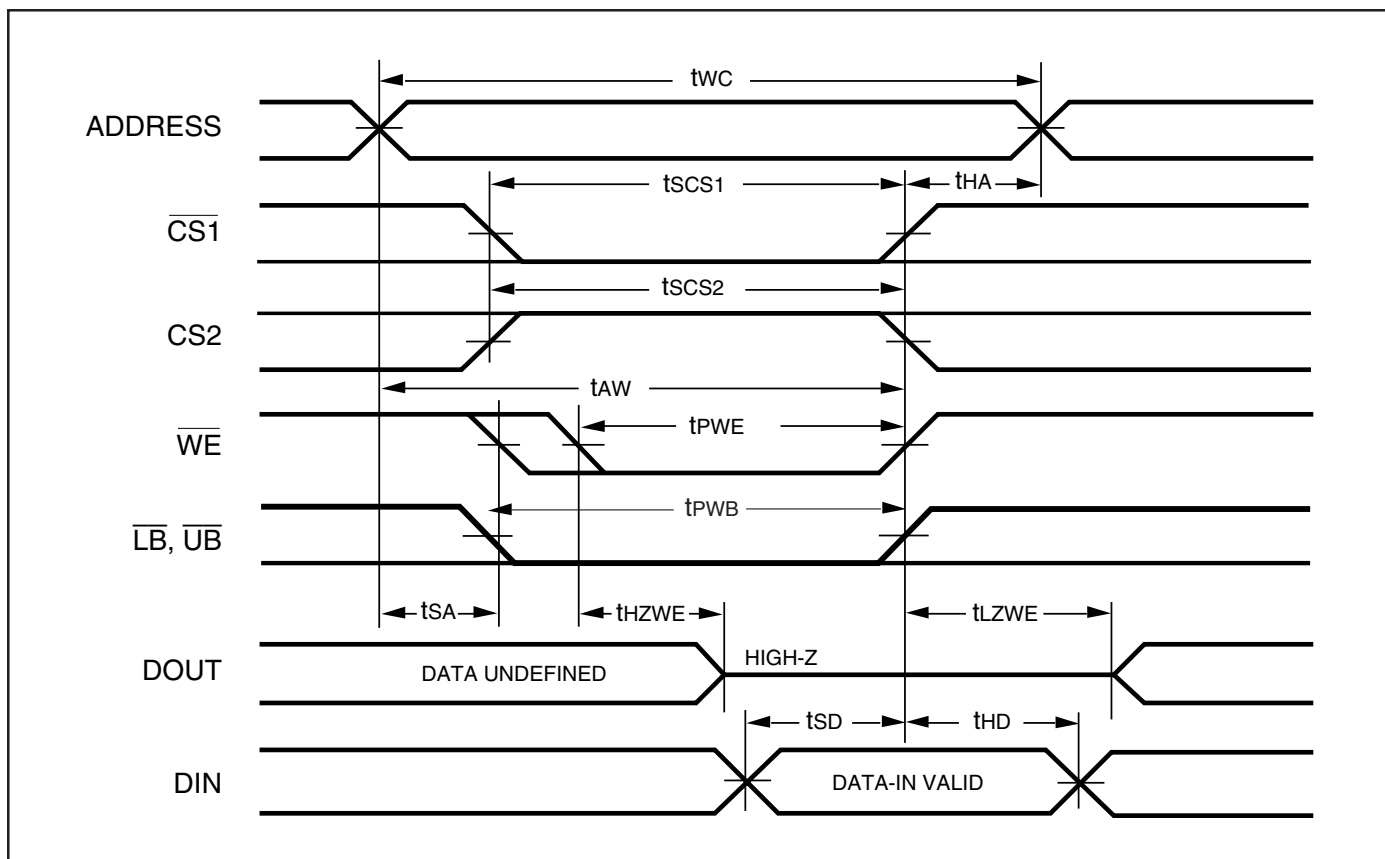 tWC
ADDRESS
tSCS1
tHA
CS1
tSCS2
CS2
tAW
WE
tPWE
LB, UB
tPWB
tSA
tHZWE
tLZWE
DOUT
DATA UNDEFINED
HIGH-Z
tSD
tHD
DIN
DATA-IN VALID